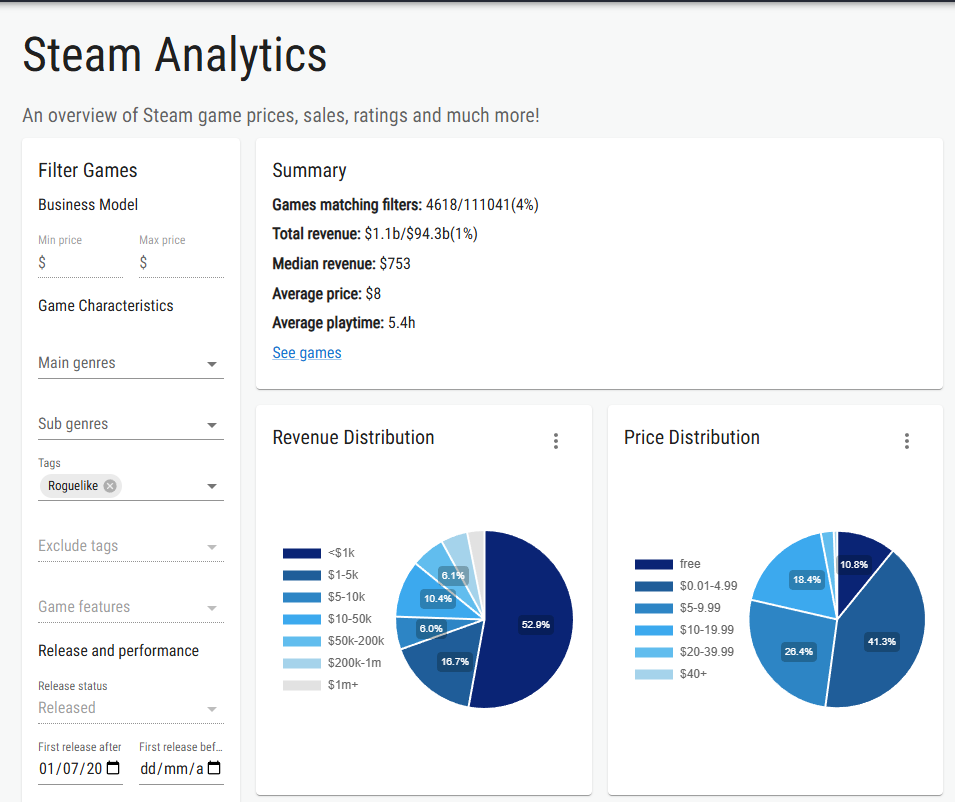 Steam Analytics
An overview of Steam game prices, sales, ratings and much more!
Filter Games
Business Model
Min price
Max price
$
$
Game Characteristics
Main genres
Sub genres
Tags
Roguelike
Exclude tags
Game features
Release and performance
Release status
Released
First release after
First release bef...
01/07/20
dd/mm/a
Summary
Games matching filters: 4618/111041(4%)
Total revenue: $1.1b/$94.3b(1%)
Median revenue: $753
Average price: $8
Average playtime: 5.4h
See games
Revenue Distribution
<$1k
$1-5k
$5-10k
$10-50k
$50k-200k
$200k-1m
$1m+
6.1%
10.4%
6.0%
16.7%
52.9%
Price Distribution
free
$0.01-4.99
$5-9.99
$10-19.99
$20-39.99
$40+
10.8%
18.4%
41.3%
26.4%